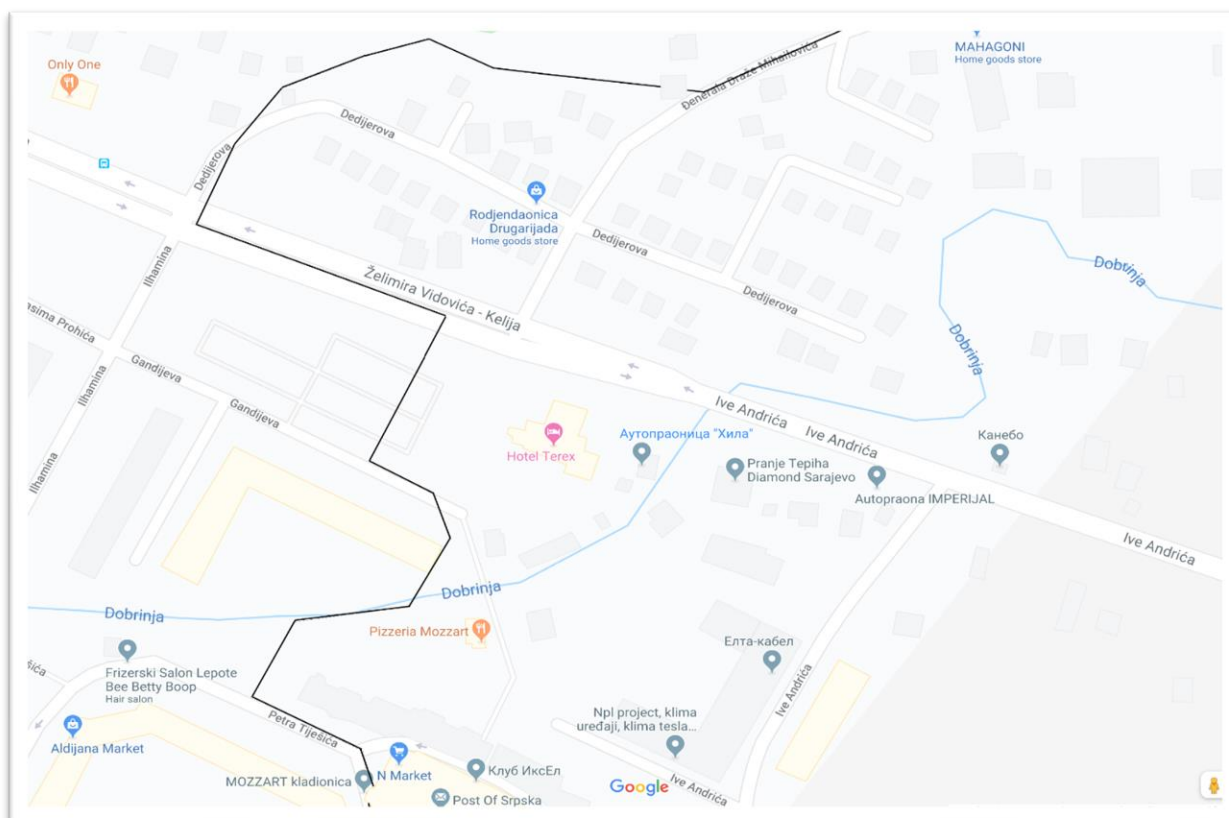 Only One
MAHAGONI
Home goods store
Đenerala Draže Mihailovića
Dedijerova
Dedijerova
Rodjendaonica
Drugarijada
Home goods store
Dedijerova
Dedijerova
Dobrinja
Dobrinja
Ilhamina
Želimira Vidovića - Kelija
asima Prohića
Gandijeva
Gandijeva
Ilhamina
Ilhamina
Ive Andrića
Ive Andrića
Аутопраоница "Хила"
Hotel Terex
Канебо
Pranje Tepiha
Diamond Sarajevo
Autopraona IMPERIJAL
Ive Andrića
Dobrinja
Dobrinja
Pizzeria Mozzart
Елта-кабел
Frizerski Salon Lepote
Bee Betty Boop
Hair salon
šića
Petra Tiješića
Ive Andrića
Npl project, klima
uređaji, klima tesla...
Aldijana Market
MOZZART kladionica
N Market
Клуб ИксЕл
Post Of Srpska
Ive Andrića
Google